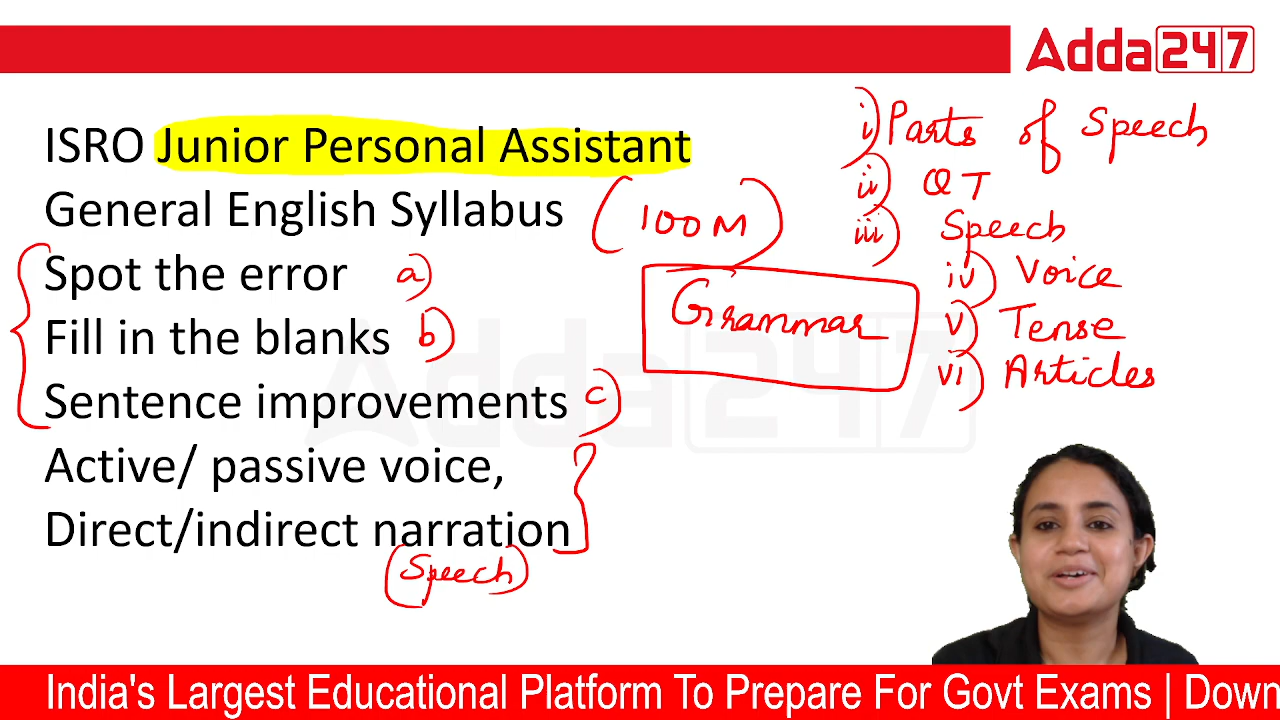 Adda247
ISRO Junior Personal Assistant
General English Syllabus
(100M)
Spot the error a)
Fill in the blanks b)
Sentence improvements c)
Active/ passive voice,
Direct/indirect narration
(Speech)
Grammar
i) Parts of Speech
ii) QT
iii) Speech
iv) Voice
v) Tense
vi) Articles
Adda247
India's Largest Educational Platform To Prepare For Govt Exams | Down